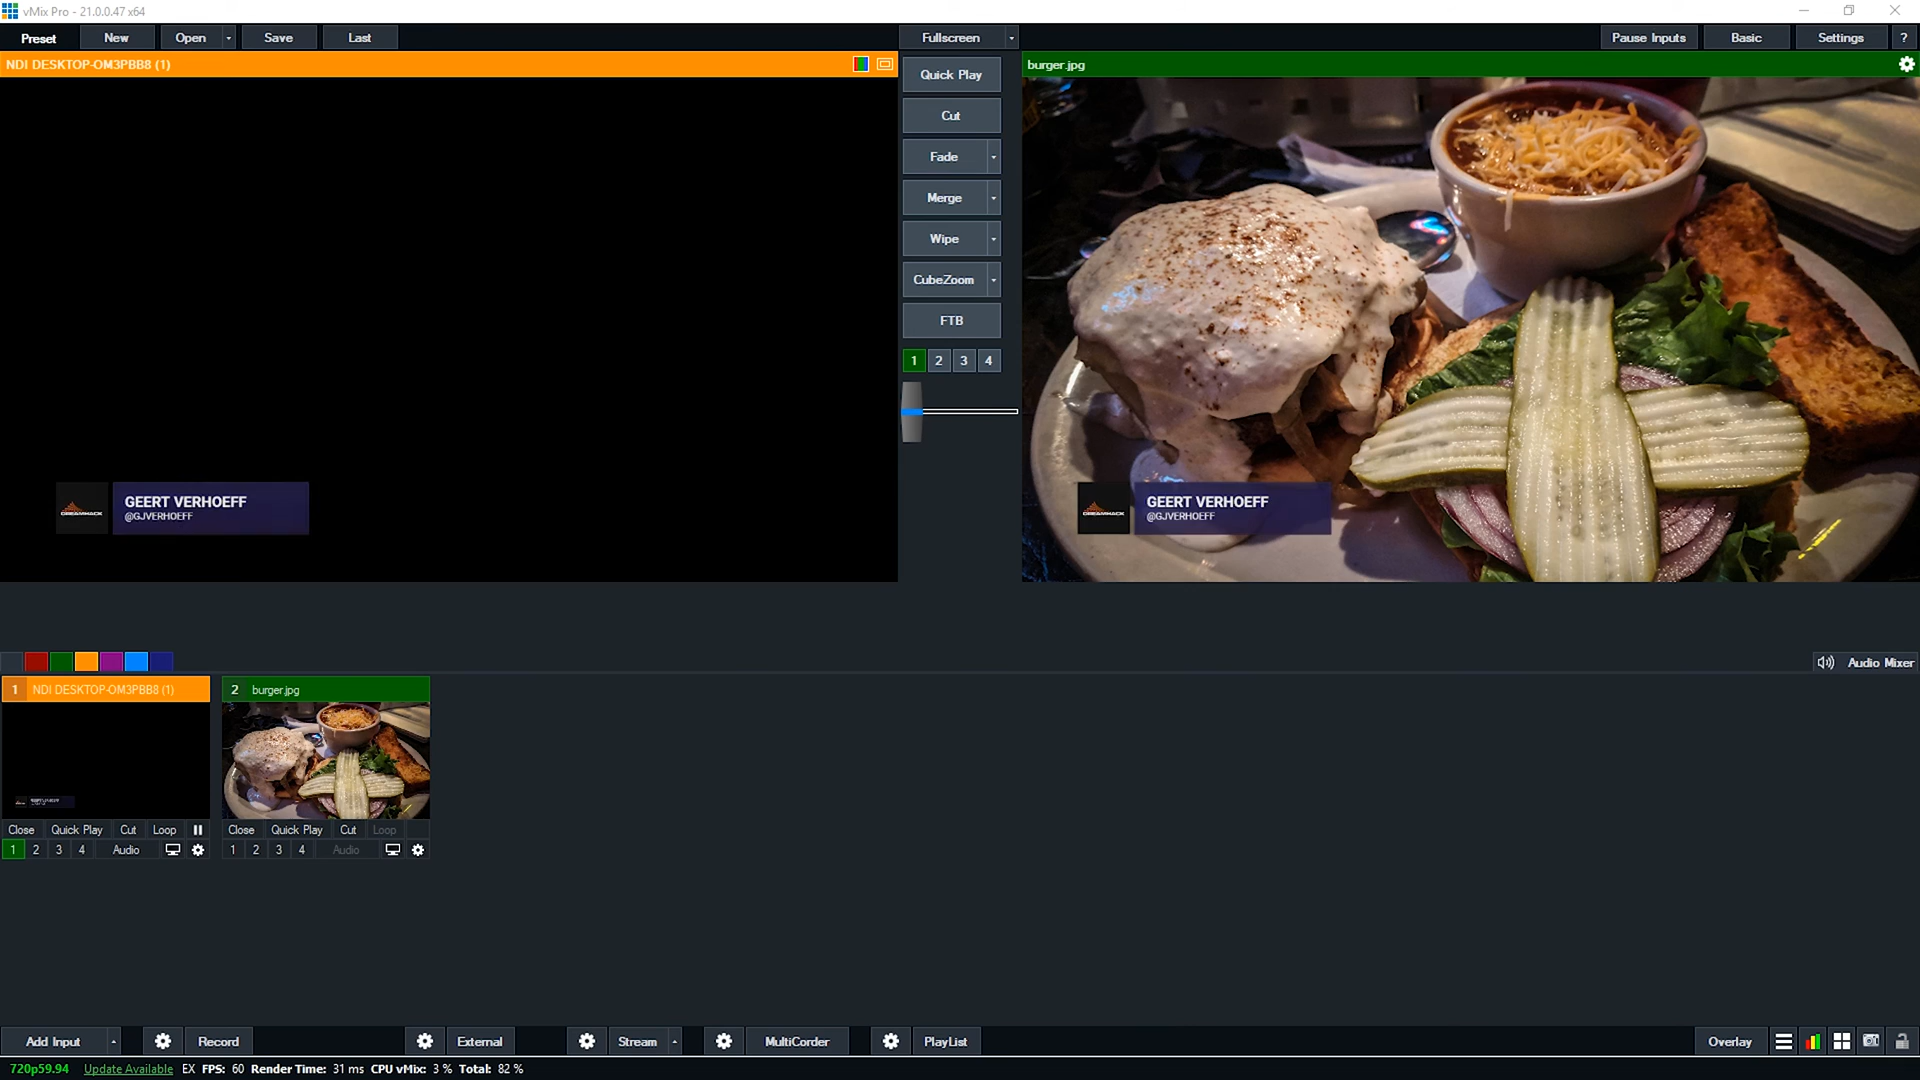 vMix Pro - 21.0.0.47 x64
Preset New Open Save Last Fullscreen Pause Inputs Basic Settings ?
NDI DESKTOP-OM3PBB8 (1)
burger.jpg
Quick Play
Cut
Fade
Merge
Wipe
CubeZoom
FTB
1 2 3 4
DREAMHACK
GEERT VERHOEFF
@GJVERHOEFF
DREAMHACK
GEERT VERHOEFF
@GJVERHOEFF
Audio Mixer
1 NDI DESKTOP-OM3PBB8 (1)
2 burger.jpg
Close Quick Play Cut Loop
Close Quick Play Cut Loop
1 2 3 4 Audio
1 2 3 4 Audio
Add Input Record External Stream MultiCorder PlayList Overlay
720p59.94 Update Available EX FPS: 60 Render Time: 31 ms CPU vMix: 3 % Total: 82 %